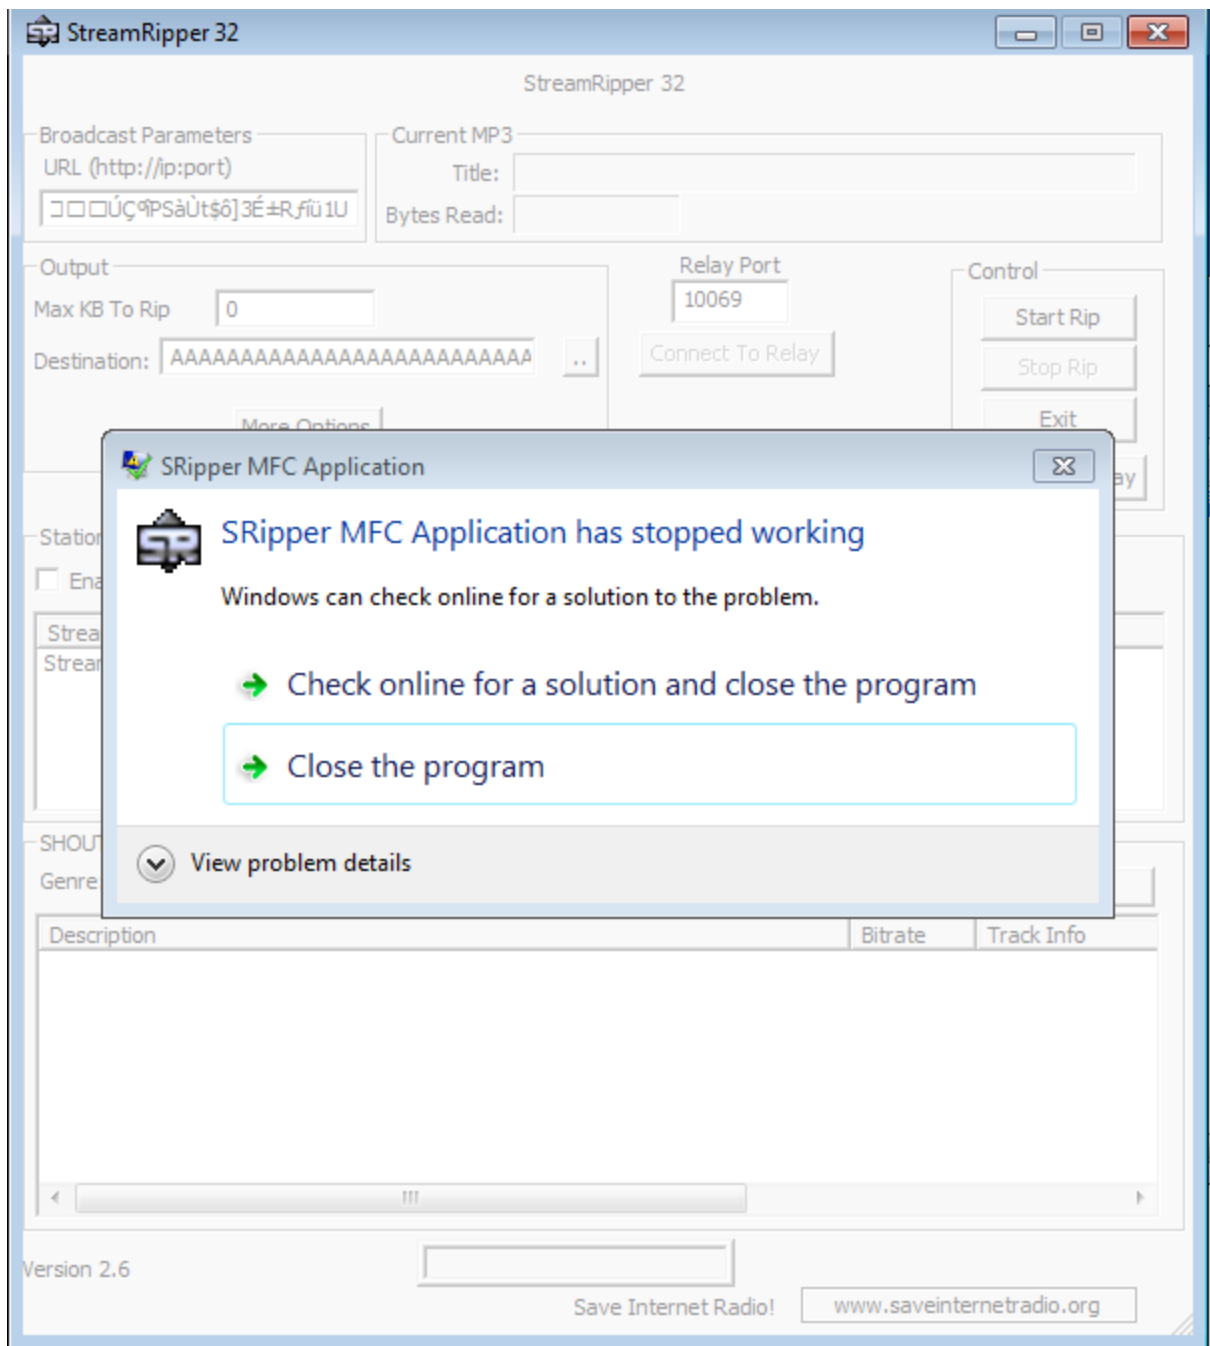 StreamRipper 32
StreamRipper 32
Broadcast Parameters
URL (http://ip:port)
Current MP3
Title:
Bytes Read:
Output
Max KB To Rip 0
Destination: AAAAAAAAAAAAAAAAAAAAAAAAAA ..
More Options
Relay Port
10069
Connect To Relay
Control
Start Rip
Stop Rip
Exit
SRipper MFC Application
SRipper MFC Application has stopped working
Windows can check online for a solution to the problem.
Check online for a solution and close the program
Close the program
View problem details
Genre
Description Bitrate Track Info
Version 2.6
Save Internet Radio! www.saveinternetradio.org